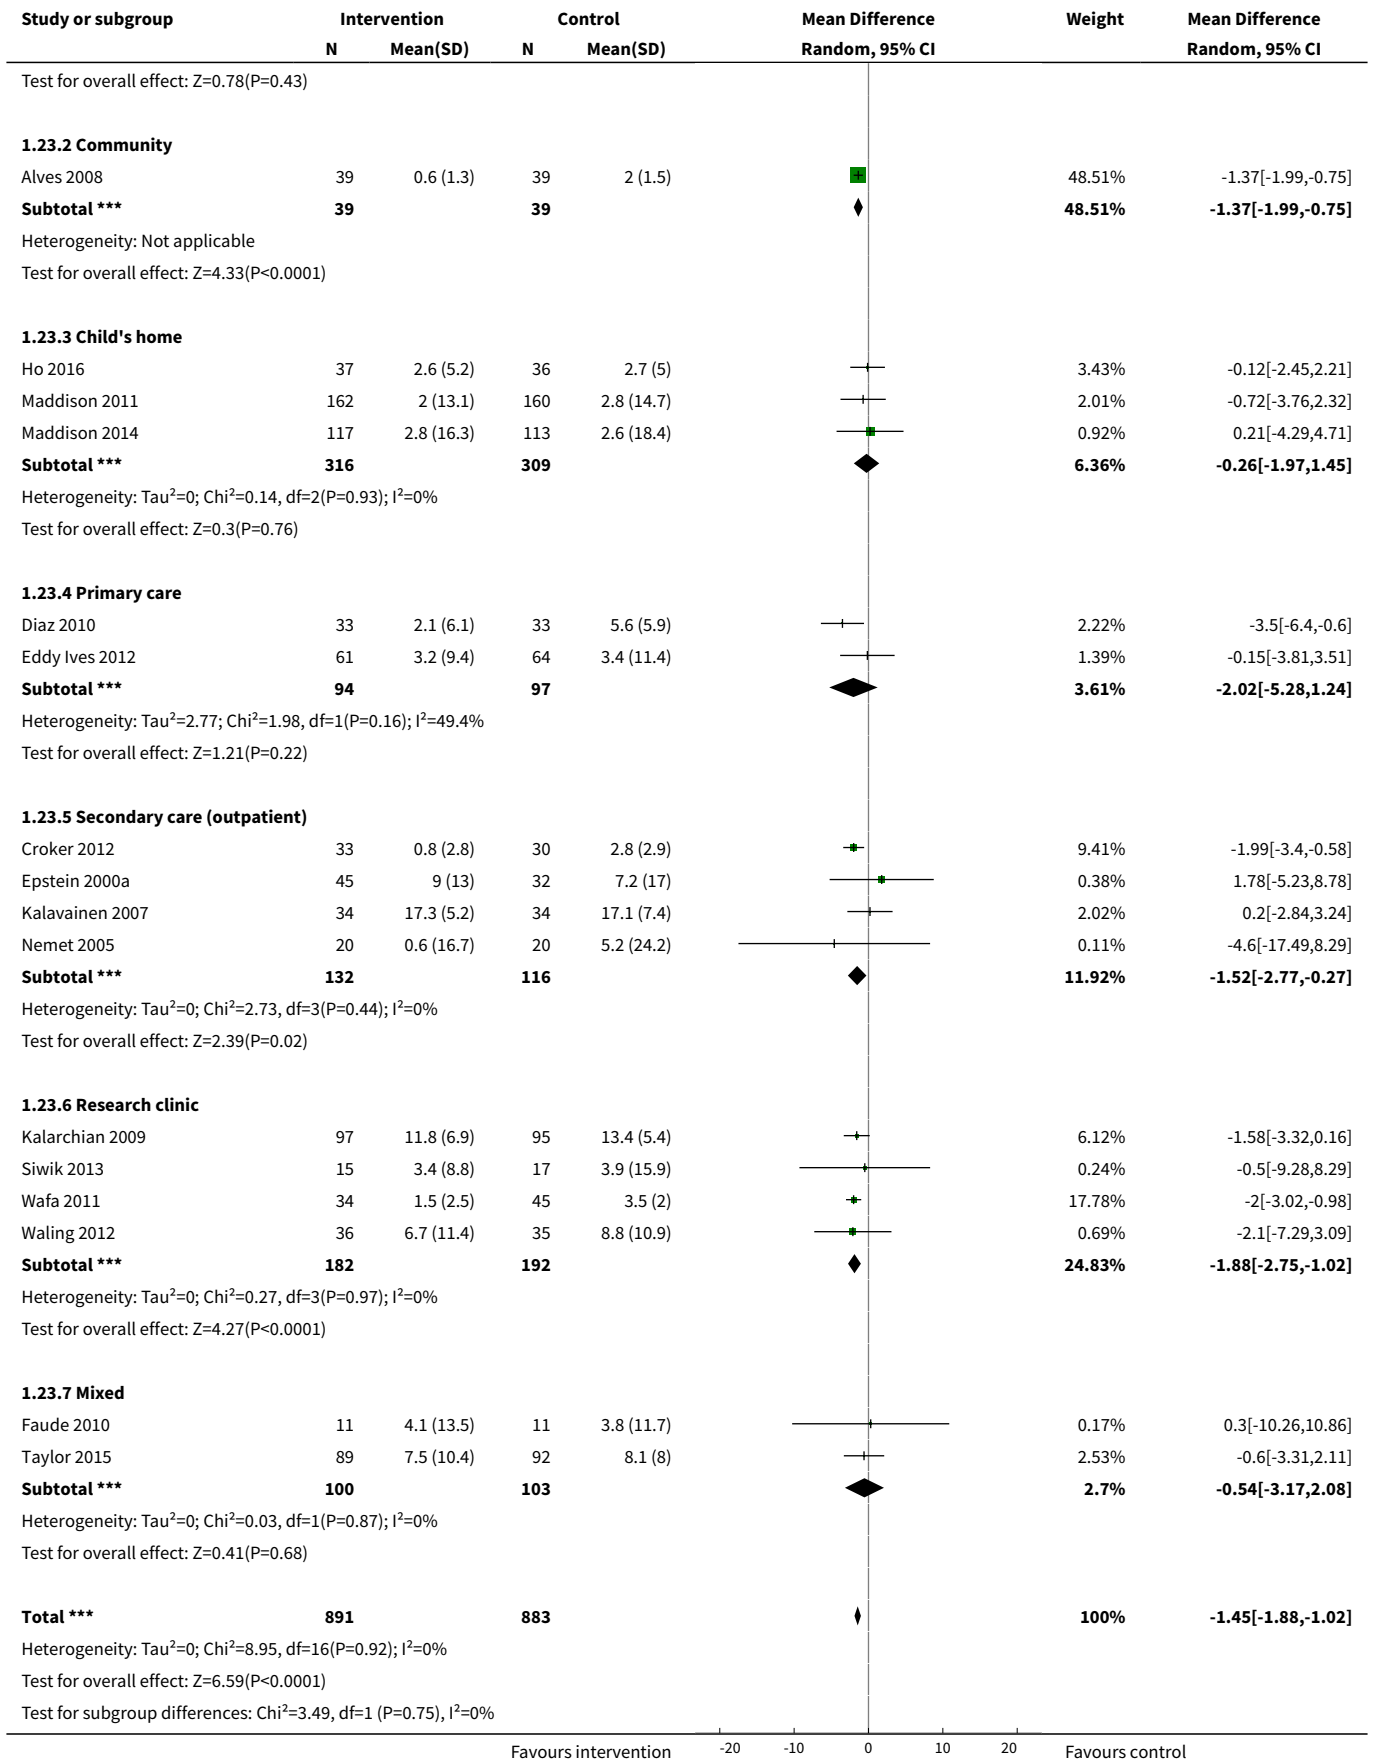 Study or subgroup Intervention Control Mean Difference Weight Mean Difference
N Mean(SD) N Mean(SD) Random, 95% CI Random, 95% CI
Test for overall effect: Z=0.78(P=0.43)
1.23.2 Community
Alves 2008 39 0.6 (1.3) 39 2 (1.5) 48.51% -1.37[-1.99,-0.75]
Subtotal *** 39 39 48.51% -1.37[-1.99,-0.75]
Heterogeneity: Not applicable
Test for overall effect: Z=4.33(P<0.0001)
1.23.3 Child's home
Ho 2016 37 2.6 (5.2) 36 2.7 (5) 3.43% -0.12[-2.45,2.21]
Maddison 2011 162 2 (13.1) 160 2.8 (14.7) 2.01% -0.72[-3.76,2.32]
Maddison 2014 117 2.8 (16.3) 113 2.6 (18.4) 0.92% 0.21[-4.29,4.71]
Subtotal *** 316 309 6.36% -0.26[-1.97,1.45]
Heterogeneity: Tau²=0; Chi²=0.14, df=2(P=0.93); I²=0%
Test for overall effect: Z=0.3(P=0.76)
1.23.4 Primary care
Diaz 2010 33 2.1 (6.1) 33 5.6 (5.9) 2.22% -3.5[-6.4,-0.6]
Eddy Ives 2012 61 3.2 (9.4) 64 3.4 (11.4) 1.39% -0.15[-3.81,3.51]
Subtotal *** 94 97 3.61% -2.02[-5.28,1.24]
Heterogeneity: Tau²=2.77; Chi²=1.98, df=1(P=0.16); I²=49.4%
Test for overall effect: Z=1.21(P=0.22)
1.23.5 Secondary care (outpatient)
Croker 2012 33 0.8 (2.8) 30 2.8 (2.9) 9.41% -1.99[-3.4,-0.58]
Epstein 2000a 45 9 (13) 32 7.2 (17) 0.38% 1.78[-5.23,8.78]
Kalavainen 2007 34 17.3 (5.2) 34 17.1 (7.4) 2.02% 0.2[-2.84,3.24]
Nemet 2005 20 0.6 (16.7) 20 5.2 (24.2) 0.11% -4.6[-17.49,8.29]
Subtotal *** 132 116 11.92% -1.52[-2.77,-0.27]
Heterogeneity: Tau²=0; Chi²=2.73, df=3(P=0.44); I²=0%
Test for overall effect: Z=2.39(P=0.02)
1.23.6 Research clinic
Kalarchian 2009 97 11.8 (6.9) 95 13.4 (5.4) 6.12% -1.58[-3.32,0.16]
Siwik 2013 15 3.4 (8.8) 17 3.9 (15.9) 0.24% -0.5[-9.28,8.29]
Wafa 2011 34 1.5 (2.5) 45 3.5 (2) 17.78% -2[-3.02,-0.98]
Waling 2012 36 6.7 (11.4) 35 8.8 (10.9) 0.69% -2.1[-7.29,3.09]
Subtotal *** 182 192 24.83% -1.88[-2.75,-1.02]
Heterogeneity: Tau²=0; Chi²=0.27, df=3(P=0.97); I²=0%
Test for overall effect: Z=4.27(P<0.0001)
1.23.7 Mixed
Faude 2010 11 4.1 (13.5) 11 3.8 (11.7) 0.17% 0.3[-10.26,10.86]
Taylor 2015 89 7.5 (10.4) 92 8.1 (8) 2.53% -0.6[-3.31,2.11]
Subtotal *** 100 103 2.7% -0.54[-3.17,2.08]
Heterogeneity: Tau²=0; Chi²=0.03, df=1(P=0.87); I²=0%
Test for overall effect: Z=0.41(P=0.68)
Total *** 891 883 100% -1.45[-1.88,-1.02]
Heterogeneity: Tau²=0; Chi²=8.95, df=16(P=0.92); I²=0%
Test for overall effect: Z=6.59(P<0.0001)
Test for subgroup differences: Chi²=3.49, df=1 (P=0.75), I²=0%
Favours intervention -20 -10 0 10 20 Favours control